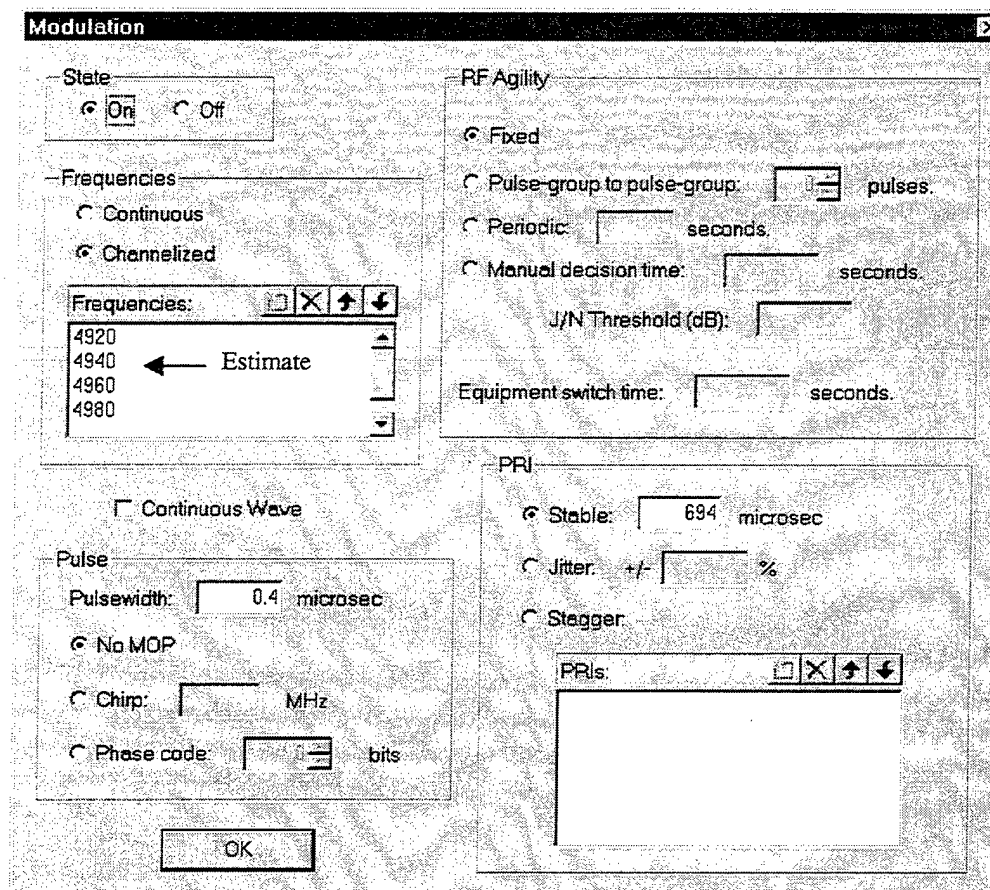 Modulation
State
On Off
Frequencies
Continuous
Channelized
Frequencies:
4920
4940 Estimate
4960
4980
Continuous Wave
Pulse
Pulsewidth: 0.4 microsec
No MOP
Chirp: MHz
Phase code: 0 bits
OK
RF Agility
Fixed
Pulse-group to pulse-group: 0 pulses.
Periodic: seconds.
Manual decision time: seconds.
J/N Threshold (dB):
Equipment switch time: seconds.
PRI
Stable: 694 microsec
Jitter: +/- %
Stagger:
PRIs: